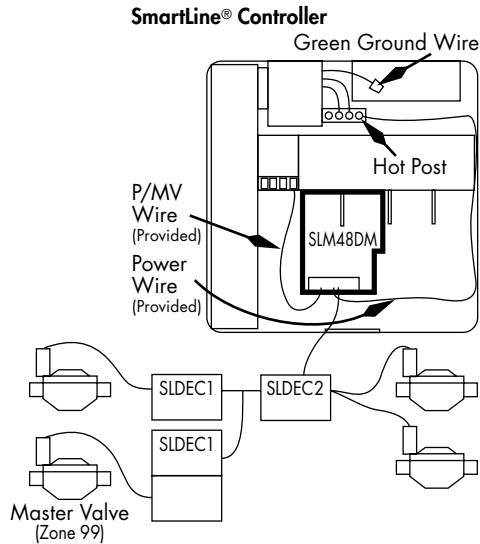 SmartLine® Controller
Green Ground Wire
Hot Post
P/MV
Wire
(Provided)
SLM48DM
Power
Wire
(Provided)
SLDEC1
SLDEC2
SLDEC1
Master Valve
(Zone 99)